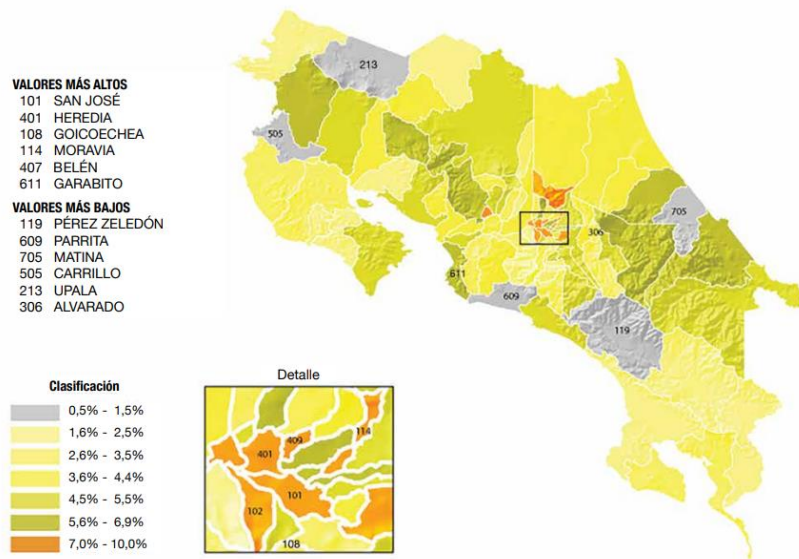 VALORES MÁS ALTOS
101 SAN JOSÉ
401 HEREDIA
108 GOICOECHEA
114 MORAVIA
407 BELÉN
611 GARABITO
VALORES MÁS BAJOS
119 PÉREZ ZELEDÓN
609 PARRITA
705 MATINA
505 CARRILLO
213 UPALA
306 ALVARADO
213
505
705
306
611
609
119
Clasificación
0,5% - 1,5%
1,6% - 2,5%
2,6% - 3,5%
3,6% - 4,4%
4,5% - 5,5%
5,6% - 6,9%
7,0% - 10,0%
Detalle
114
409
401
101
102
108